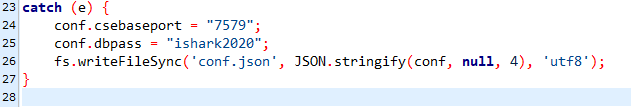 23 catch (e) {
24     conf.csebaseport = "7579";
25     conf.dbpass = "ishark2020";
26     fs.writeFileSync('conf.json', JSON.stringify(conf, null, 4), 'utf8');
27 }
28